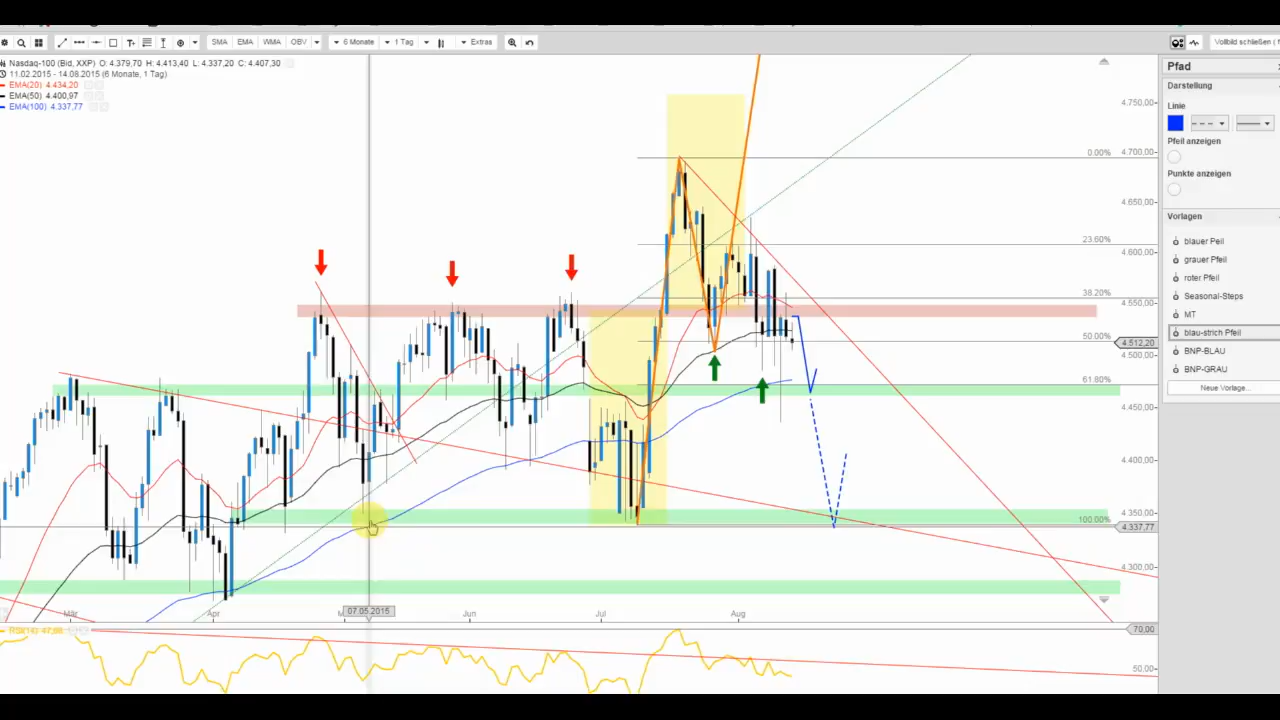 SMA EMA WMA OBV 6 Monate 1 Tag Extras Vollbild schließen
Nasdaq-100 (Bid, XXP) O: 4.379,70 H: 4.413,40 L: 4.337,20 C: 4.407,30
11.02.2015 - 14.08.2015 (6 Monate, 1 Tag)
EMA(20) 4.434,20
EMA(50) 4.400,97
EMA(100) 4.337,77
4.750,00
0.00% 4.700,00
4.650,00
23.60% 4.600,00
38.20% 4.550,00
50.00% 4.512,20
4.500,00
61.80%
4.450,00
4.400,00
4.350,00
100.00% 4.337,77
4.300,00
Mär Apr 07.05.2015 Jun Jul Aug
RSI(14) 47,66
70,00
50.00
Pfad
Darstellung
Linie
Pfeil anzeigen
Punkte anzeigen
Vorlagen
blauer Peil
grauer Pfeil
roter Pfeil
Seasonal-Steps
MT
blau-strich Pfeil
BNP-BLAU
BNP-GRAU
Neue Vorlage...